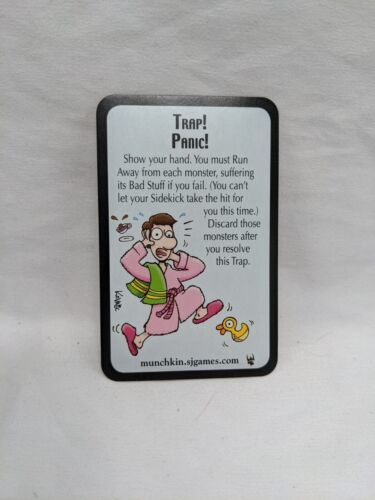 Trap!
Panic!
Show your hand. You must Run
Away from each monster, suffering
its Bad Stuff if you fail. (You can't
let your Sidekick take the hit for
you this time.)
Discard those
monsters after
you resolve
this Trap.
munchkin.sjgames.com